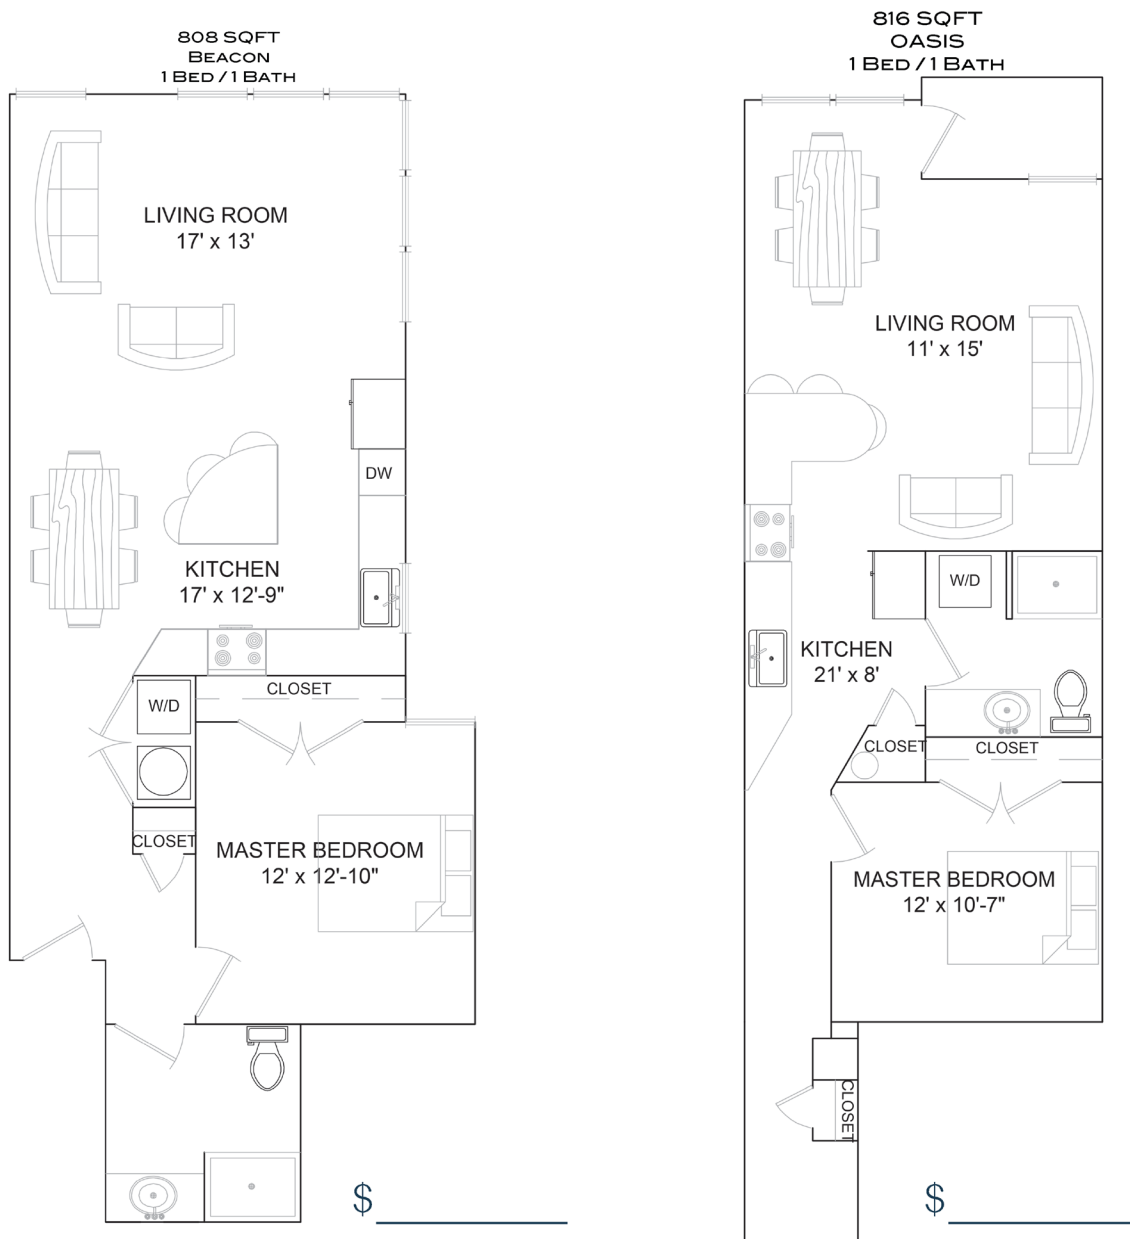 808 SQFT
BEACON
1 BED / 1 BATH
LIVING ROOM
17' x 13'
DW
KITCHEN
17' x 12'-9"
CLOSET
W/D
CLOSET
MASTER BEDROOM
12' x 12'-10"
$
816 SQFT
OASIS
1 BED / 1 BATH
LIVING ROOM
11' x 15'
W/D
KITCHEN
21' x 8'
CLOSET
CLOSET
MASTER BEDROOM
12' x 10'-7"
CLOSET
$